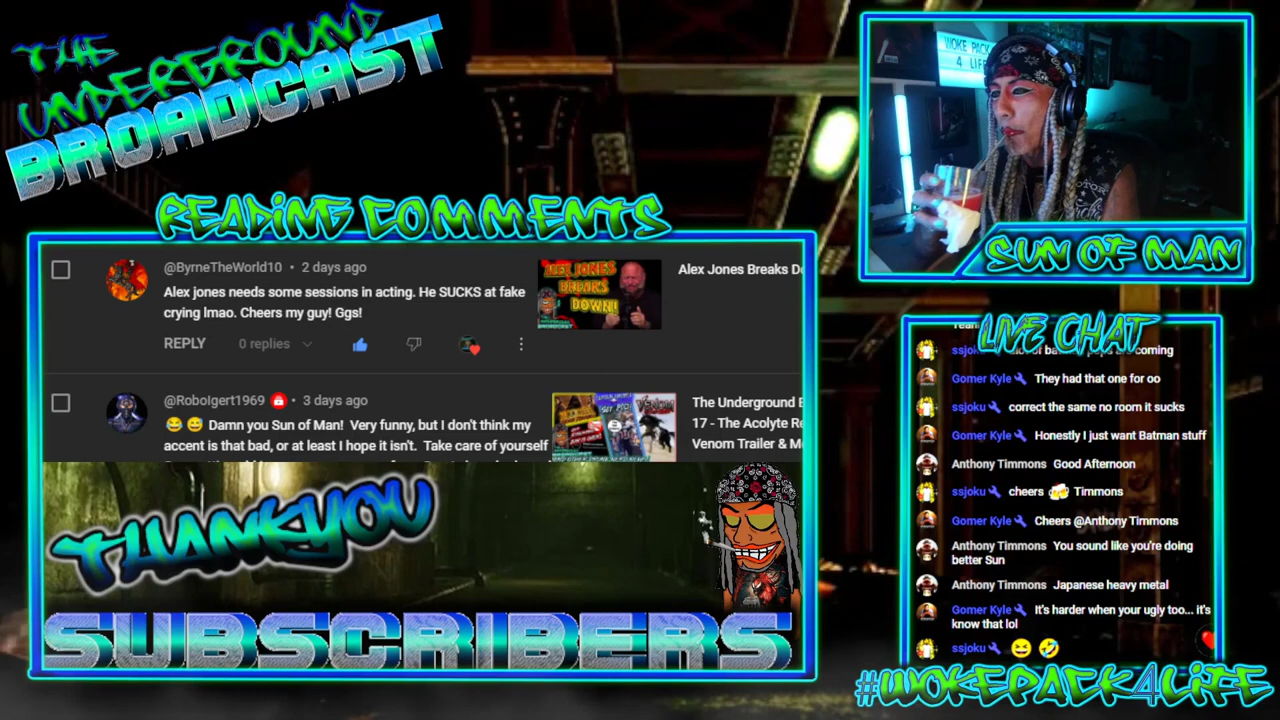 THE
UNDERGROUND
BROADCAST
WOKE PACK
4 LIFE
READING COMMENTS
SUN OF MAN
@ByrneTheWorld10 • 2 days ago
Alex jones needs some sessions in acting. He SUCKS at fake
crying lmao. Cheers my guy! Ggs!
REPLY 0 replies
ALEX JONES
BREAKS
DOWN!
Alex Jones Breaks D
@RoboIgert1969 • 3 days ago
😂 😅 Damn you Sun of Man! Very funny, but I don't think my
accent is that bad, or at least I hope it isn't. Take care of yourself
VENOM
The Underground B
17 - The Acolyte Re
Venom Trailer & M
THANKYOU
SUBSCRIBERS
LIVE CHAT
coming
Gomer Kyle They had that one for oo
ssjoku correct the same no room it sucks
Gomer Kyle Honestly I just want Batman stuff
Anthony Timmons Good Afternoon
ssjoku cheers 🍻 Timmons
Gomer Kyle Cheers @Anthony Timmons
Anthony Timmons You sound like you're doing
better Sun
Anthony Timmons Japanese heavy metal
Gomer Kyle It's harder when your ugly too... it's
know that lol
ssjoku 😆 🤣
#WOKEPACK4LIFE